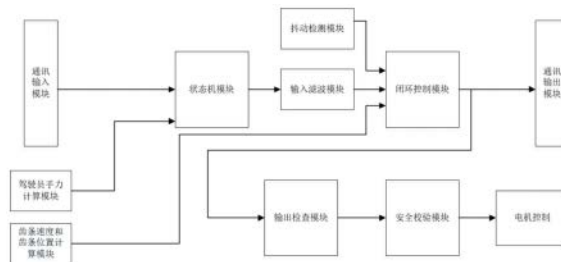 抖动检测模块
通讯
输入
模块
状态机模块
输入滤波模块
闭环控制模块
通讯
输出
模块
驾驶员手力
计算模块
齿条速度和
齿条位置计
算模块
输出检查模块
安全校验模块
电机控制